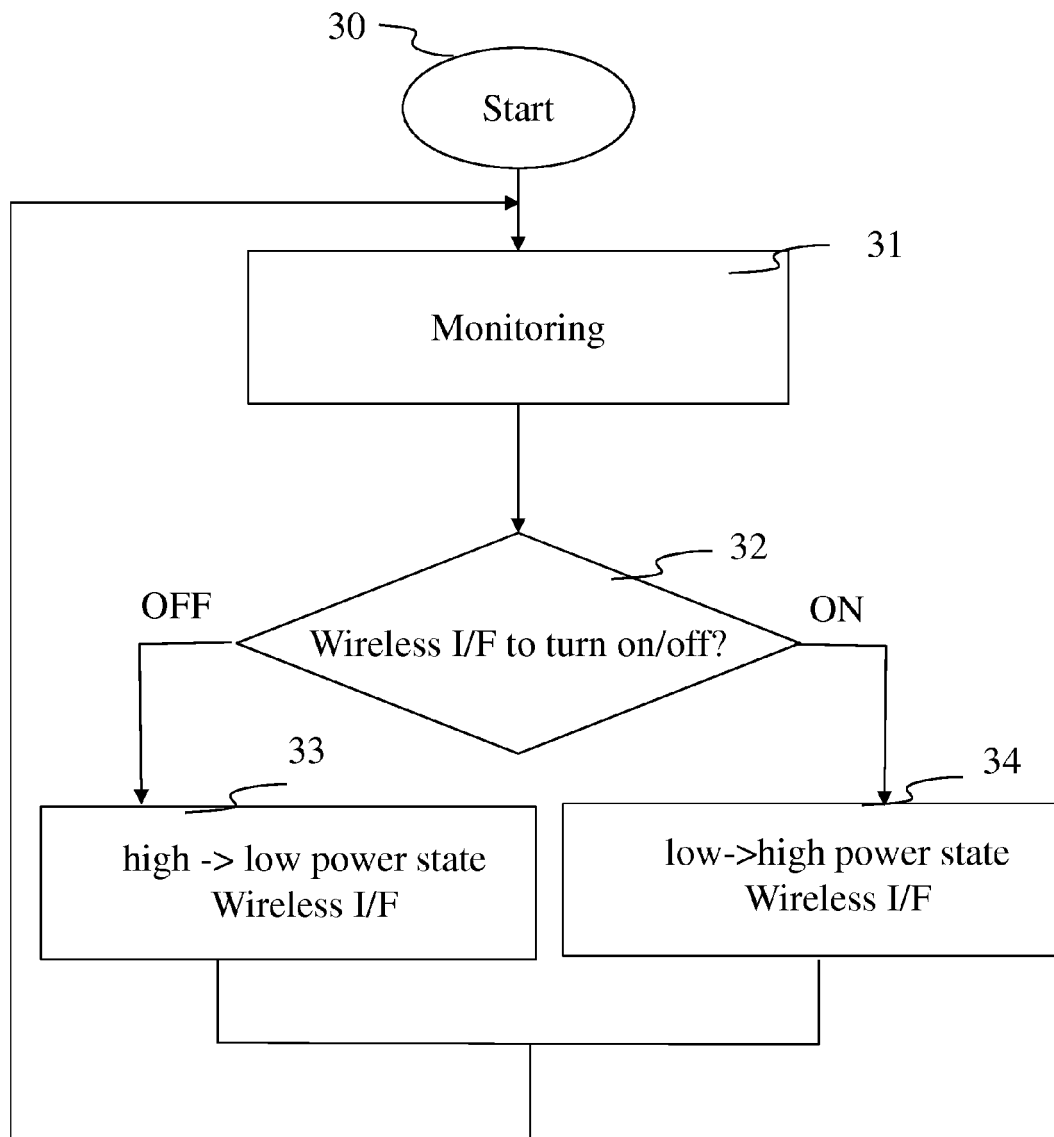 30
Start
31
Monitoring
32
OFF
ON
Wireless I/F to turn on/off?
33
34
high -> low power state
Wireless I/F
low->high power state
Wireless I/F